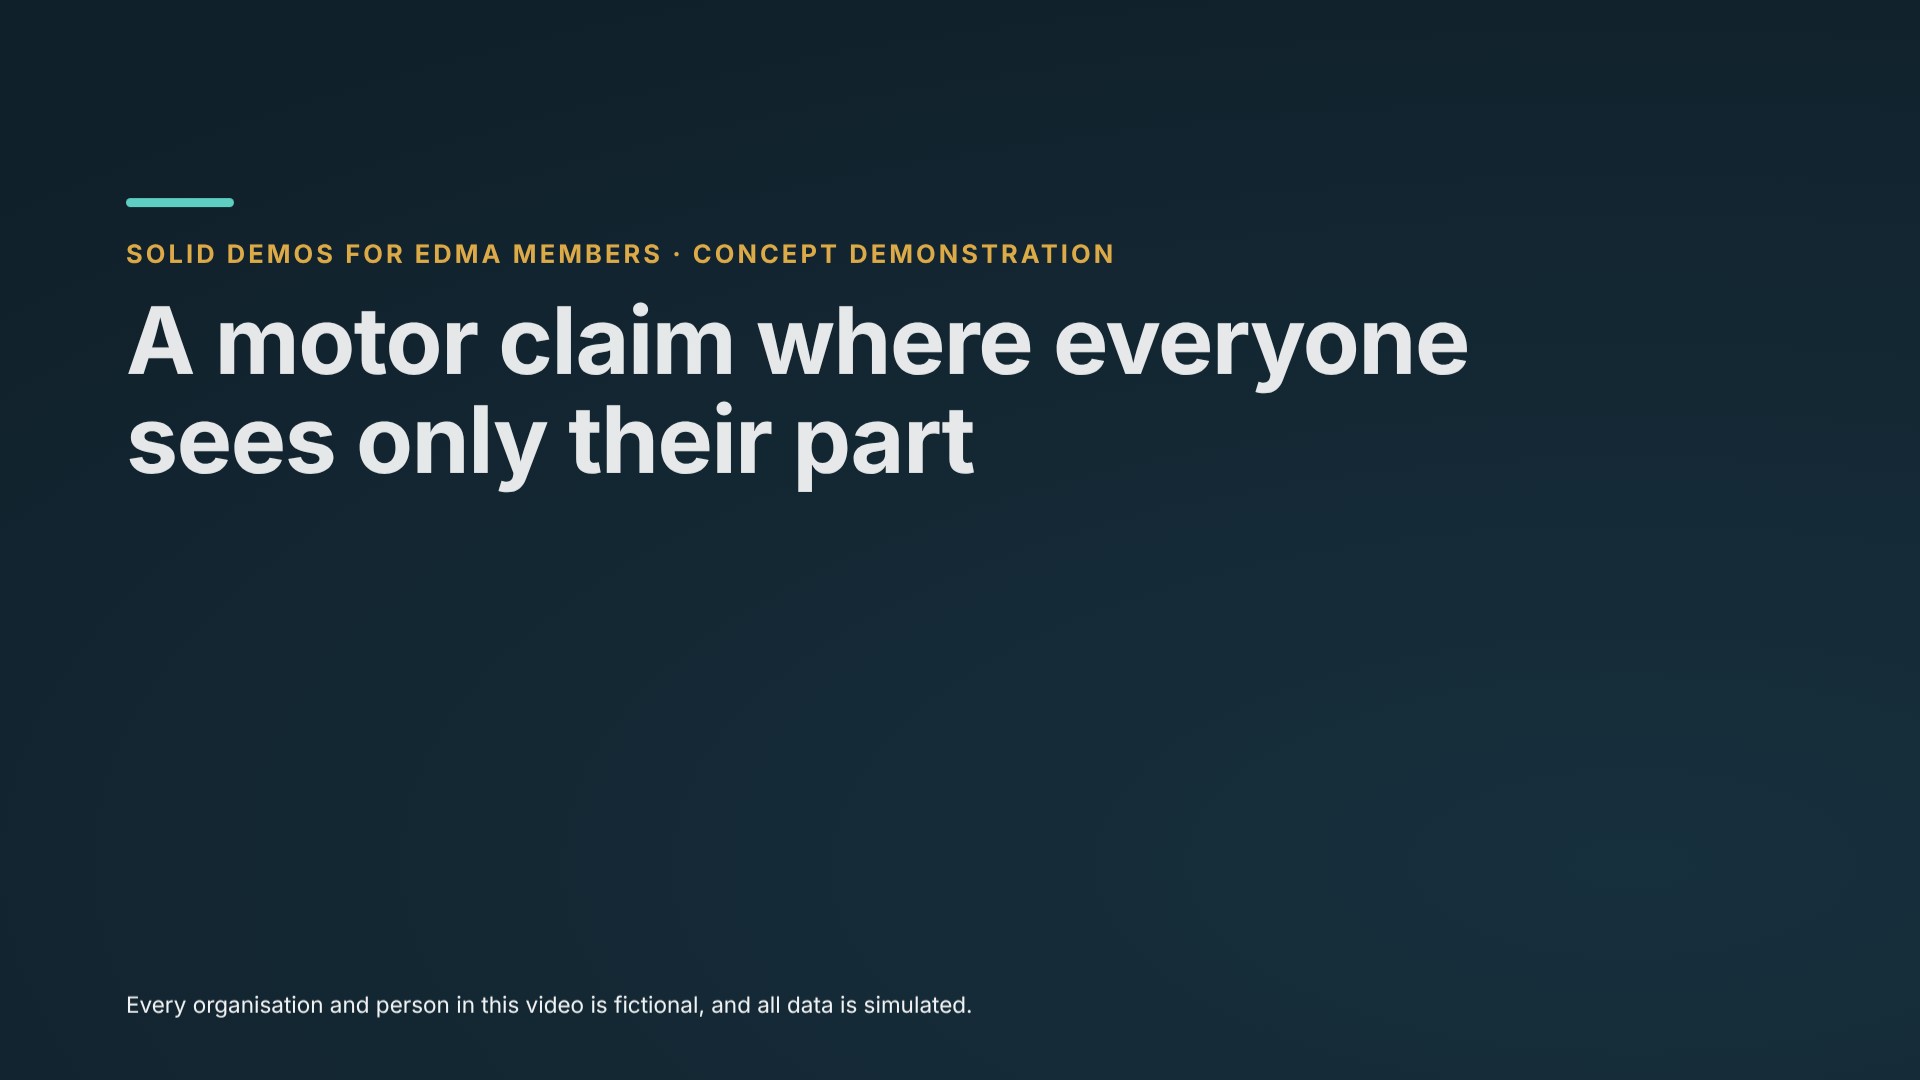 SOLID DEMOS FOR EDMA MEMBERS · CONCEPT DEMONSTRATION
A motor claim where everyone
sees only their part
Every organisation and person in this video is fictional, and all data is simulated.